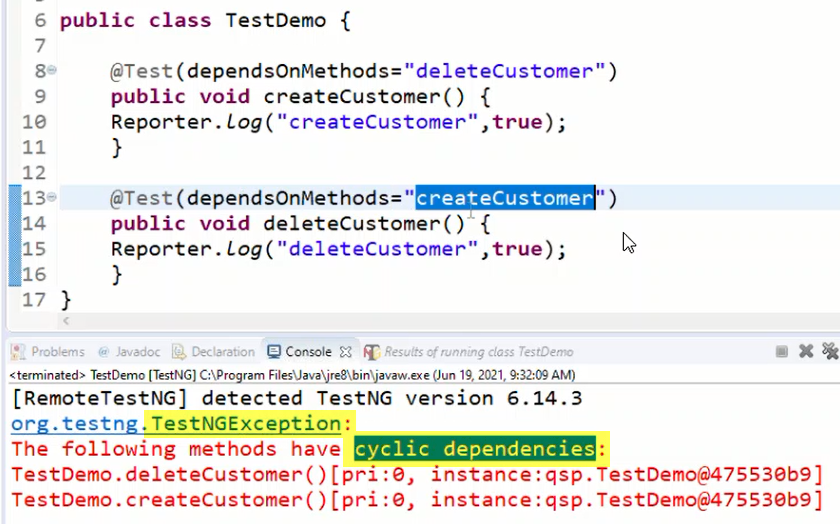 6 public class TestDemo {
7
8 @Test(dependsOnMethods="deleteCustomer")
9 public void createCustomer() {
10 Reporter.log("createCustomer",true);
11 }
12
13 @Test(dependsOnMethods="createCustomer")
14 public void deleteCustomer() {
15 Reporter.log("deleteCustomer",true);
16 }
17 }
Problems @ Javadoc Declaration Console Results of running class TestDemo
<terminated> TestDemo [TestNG] C:\Program Files\Java\jre8\bin\javaw.exe (Jun 19, 2021, 9:32:09 AM)
[RemoteTestNG] detected TestNG version 6.14.3
org.testng.TestNGException:
The following methods have cyclic dependencies:
TestDemo.deleteCustomer()[pri:0, instance:qsp.TestDemo@475530b9]
TestDemo.createCustomer()[pri:0, instance:qsp.TestDemo@475530b9]